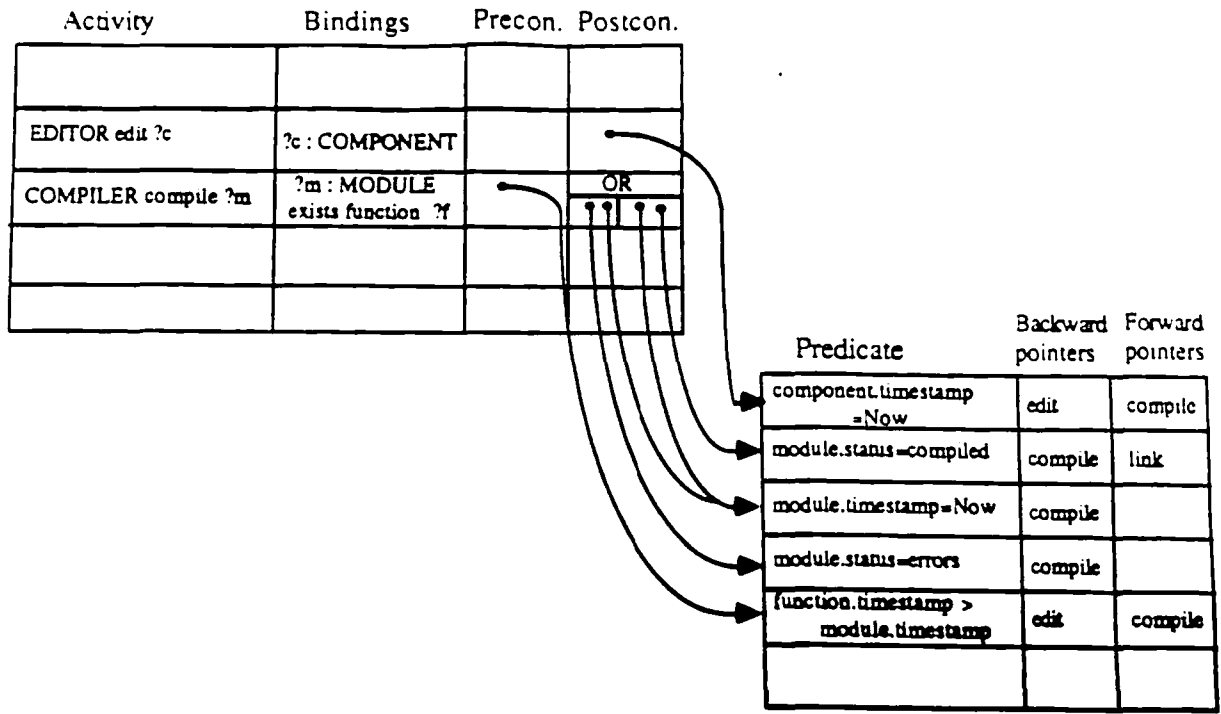 Activity Bindings Precon. Postcon.
EDITOR edit ?c ?c : COMPONENT
COMPILER compile ?m ?m : MODULE OR
exists function ?f
Backward Forward
Predicate pointers pointers
component.timestamp
=Now edit compile
module.status=compiled compile link
module.timestamp=Now compile
module.status=errors compile
function.timestamp >
module.timestamp edit compile